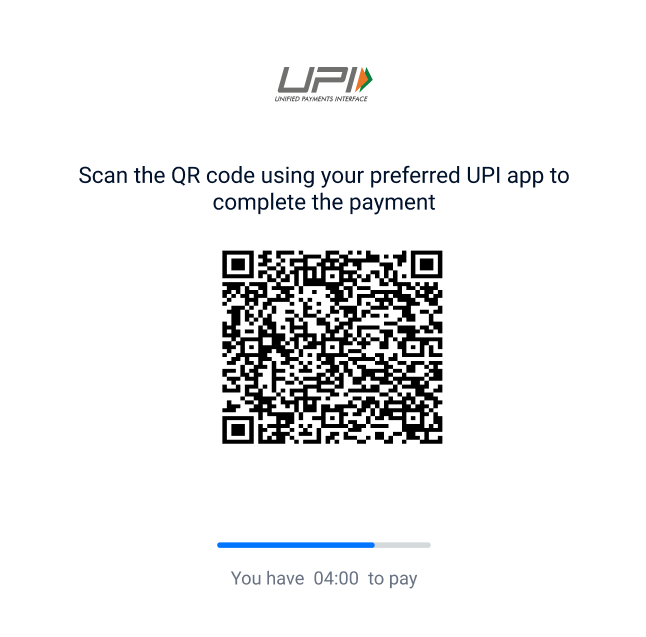 UPI
UNIFIED PAYMENTS INTERFACE
Scan the QR code using your preferred UPI app to
complete the payment
You have 04:00 to pay